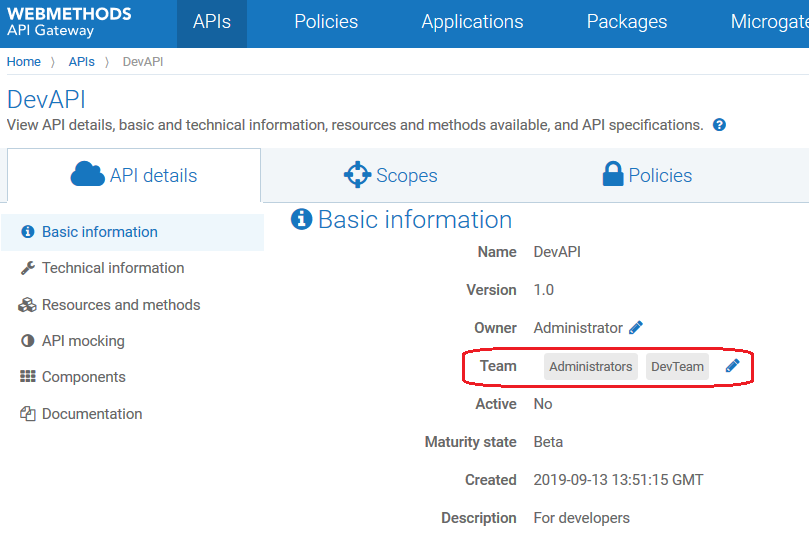 WEBMETHODS
API Gateway
APIs
Policies
Applications
Packages
Microgate
Home 〉 APIs 〉 DevAPI
DevAPI
View API details, basic and technical information, resources and methods available, and API specifications. ?
API details
Scopes
Policies
Basic information
Technical information
Resources and methods
API mocking
Components
Documentation
Basic information
Name DevAPI
Version 1.0
Owner Administrator
Team Administrators DevTeam
Active No
Maturity state Beta
Created 2019-09-13 13:51:15 GMT
Description For developers